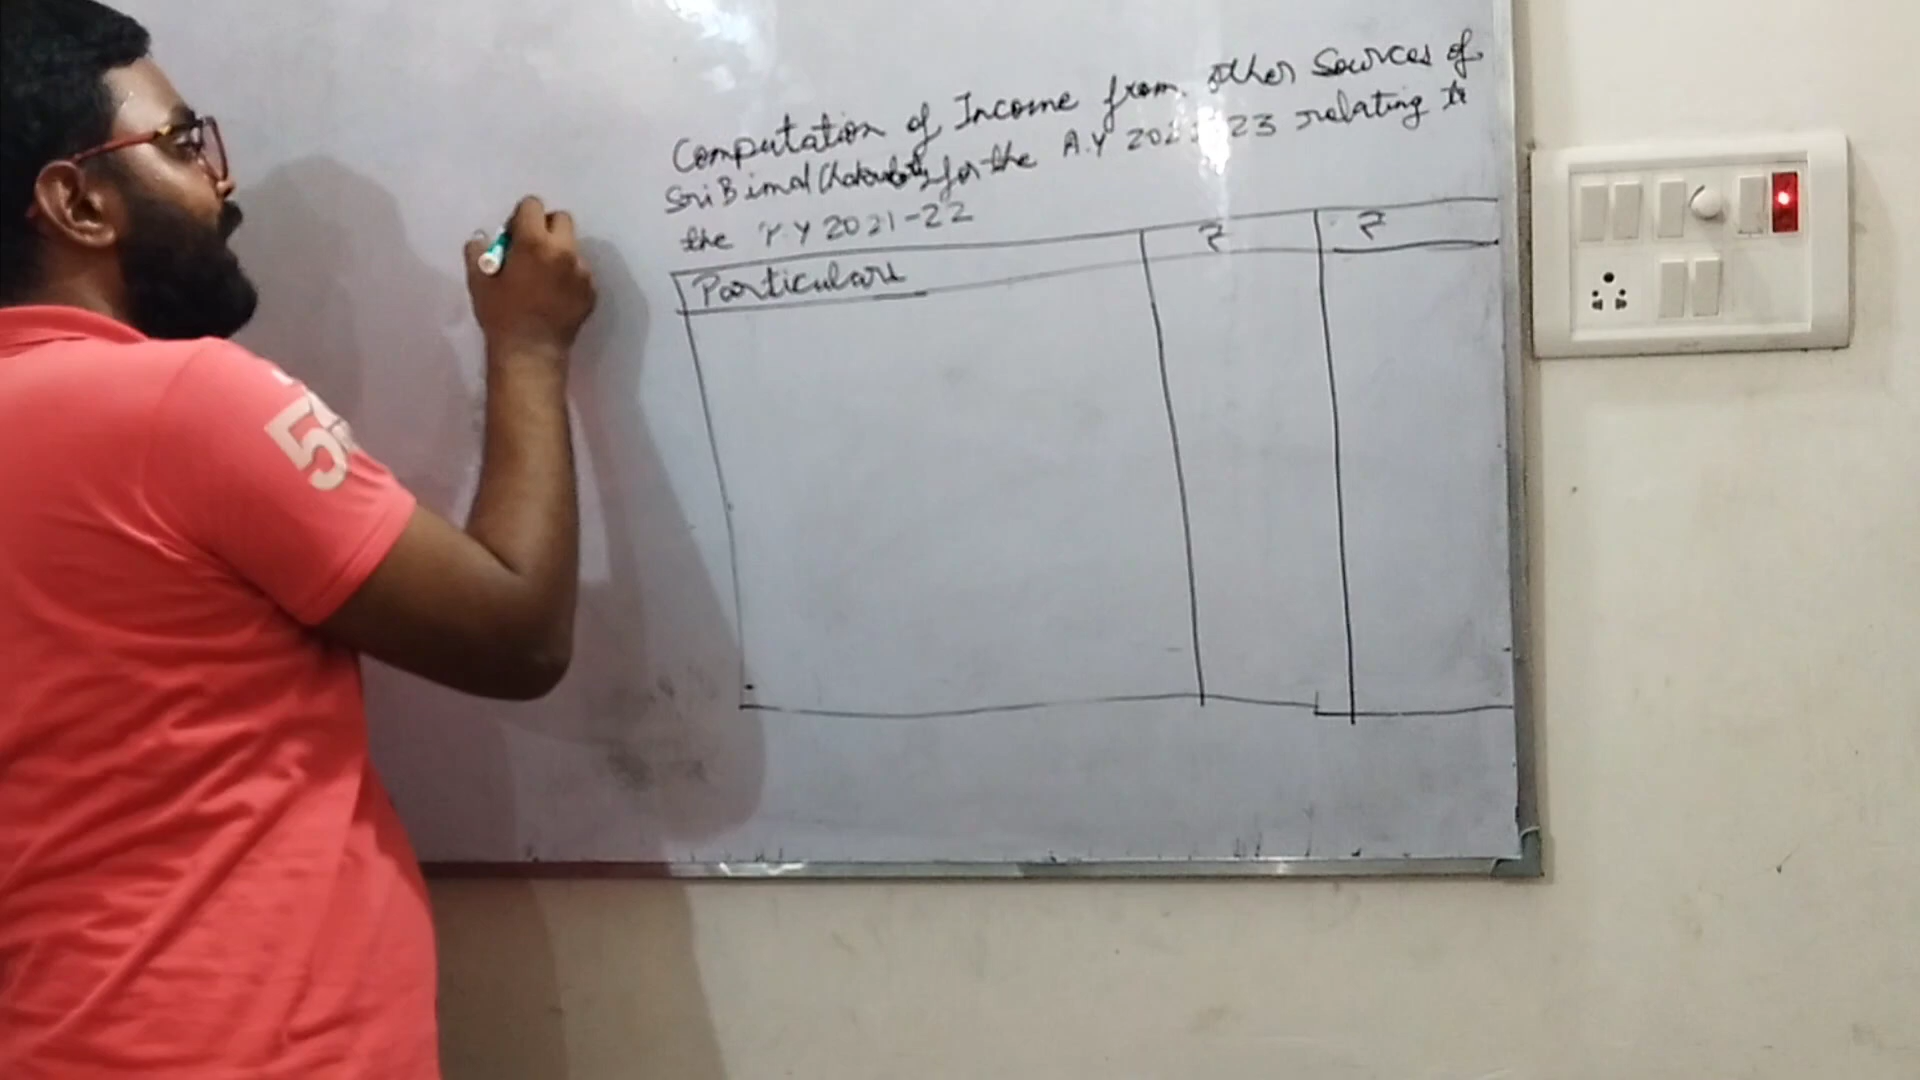 Computation of Income from other Sources of
Sri Bimal Chakraborty for the A.Y 2022-23 relating to
the P.Y 2021-22
Particulars ₹ ₹
5